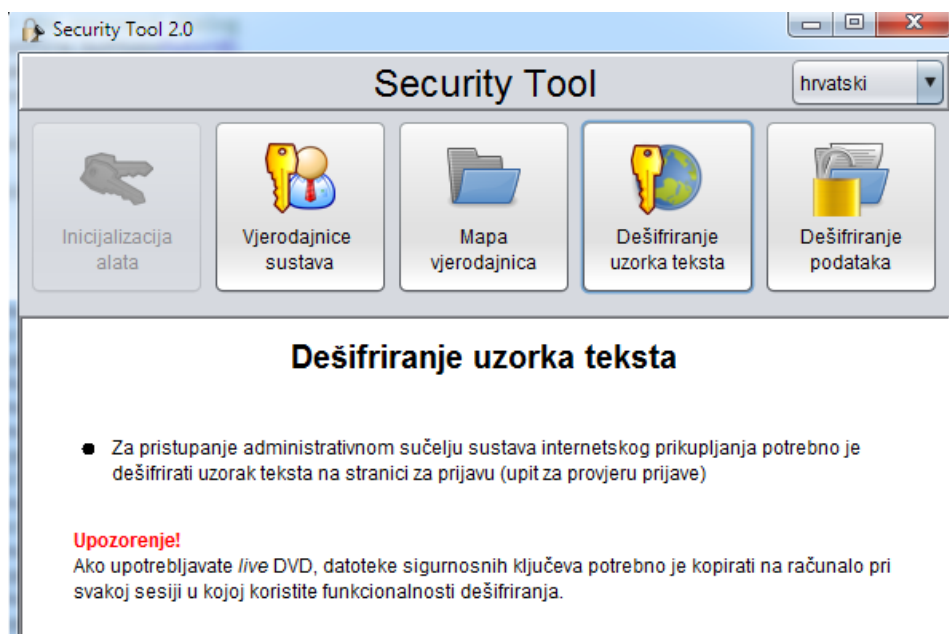 Security Tool 2.0
Security Tool
hrvatski
Inicijalizacija
alata
Vjerodajnice
sustava
Mapa
vjerodajnica
Dešifriranje
uzorka teksta
Dešifriranje
podataka
Dešifriranje uzorka teksta
Za pristupanje administrativnom sučelju sustava internetskog prikupljanja potrebno je
dešifrirati uzorak teksta na stranici za prijavu (upit za provjeru prijave)
Upozorenje!
Ako upotrebljavate live DVD, datoteke sigurnosnih ključeva potrebno je kopirati na računalo pri
svakoj sesiji u kojoj koristite funkcionalnosti dešifriranja.